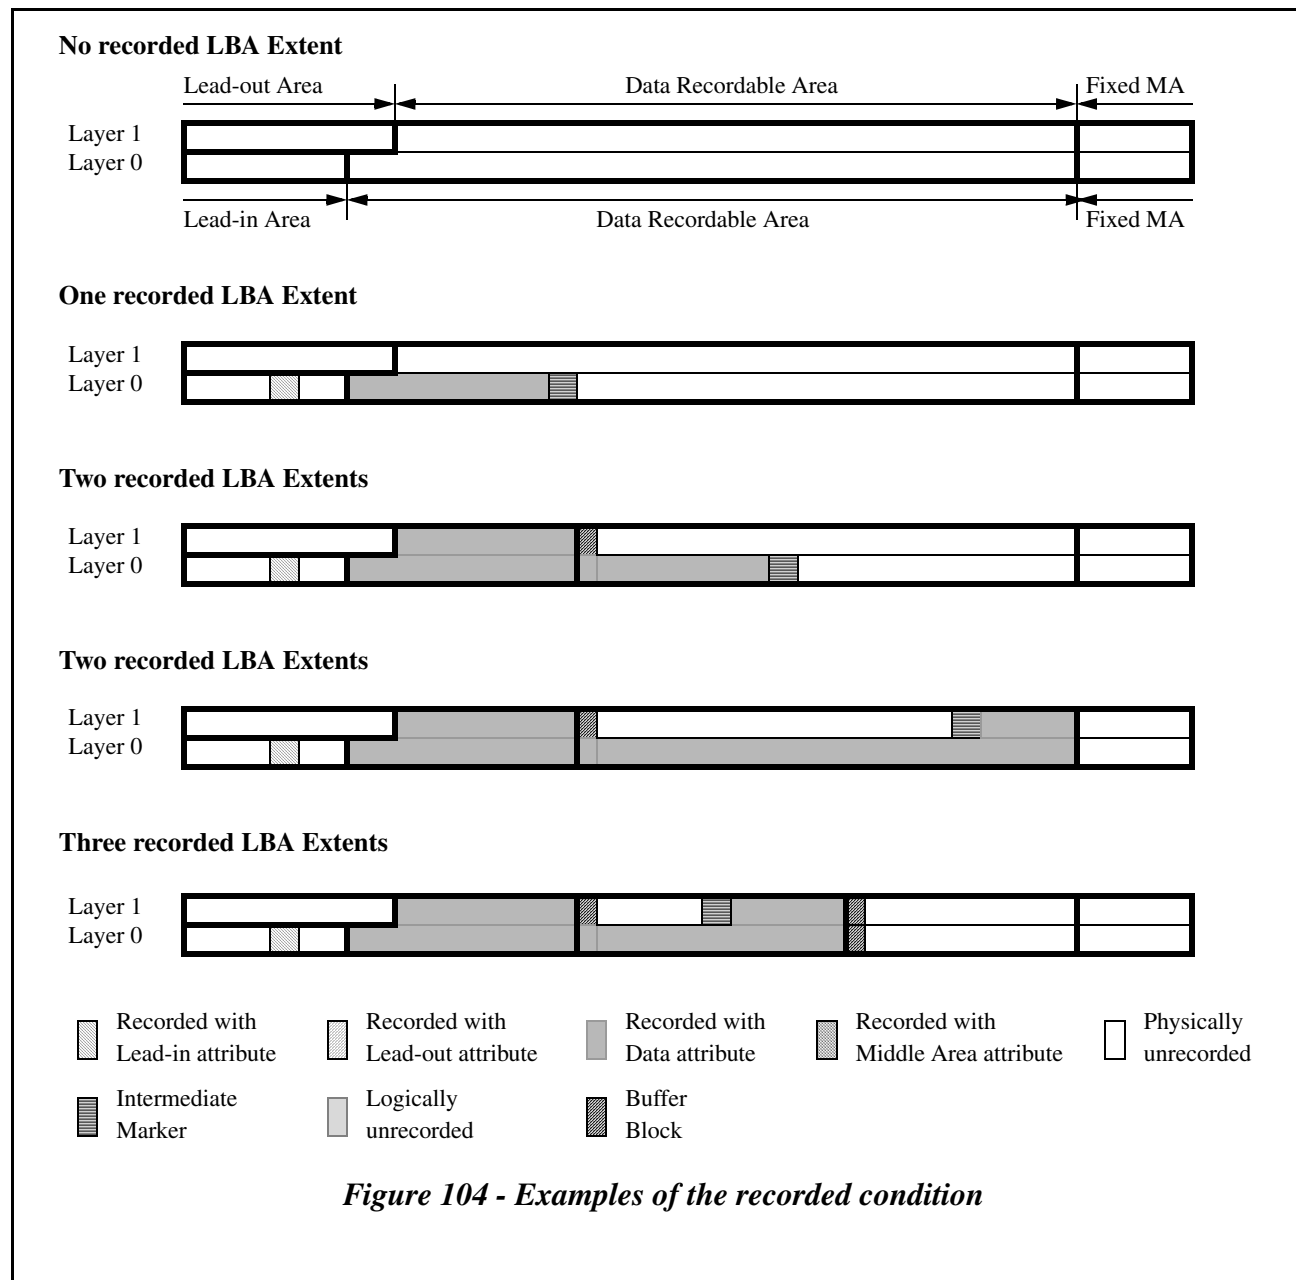 No recorded LBA Extent
Lead-out Area Data Recordable Area Fixed MA
Layer 1
Layer 0
Lead-in Area Data Recordable Area Fixed MA
One recorded LBA Extent
Layer 1
Layer 0
Two recorded LBA Extents
Layer 1
Layer 0
Two recorded LBA Extents
Layer 1
Layer 0
Three recorded LBA Extents
Layer 1
Layer 0
Recorded with Recorded with Recorded with Recorded with Physically
Lead-in attribute Lead-out attribute Data attribute Middle Area attribute unrecorded
Intermediate Logically Buffer
Marker unrecorded Block
Figure 104 - Examples of the recorded condition